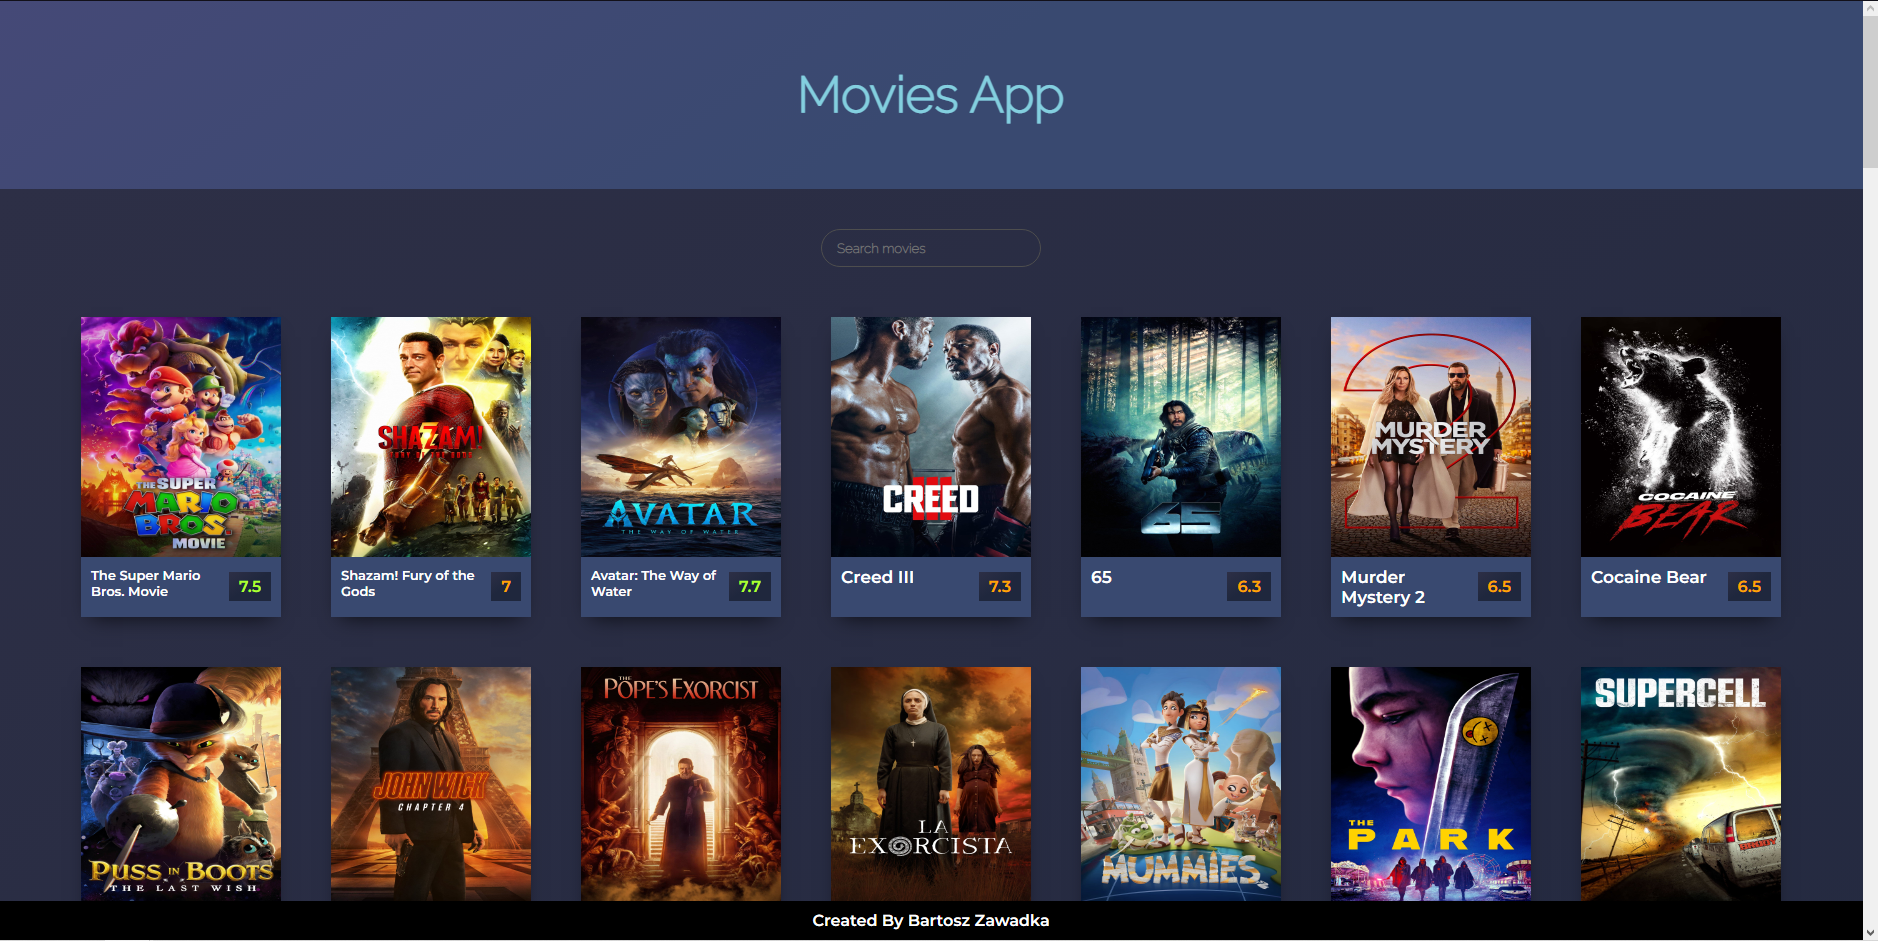 Movies App
Search movies
THE SUPER
MARIO
BROS.
MOVIE
The Super Mario
Bros. Movie
7.5
SHAZAM!
FURY OF THE GODS
Shazam! Fury of the
Gods
7
AVATAR
THE WAY OF WATER
Avatar: The Way of
Water
7.7
CREED
III
Creed III
7.3
65
65
6.3
MURDER
MYSTERY
2
Murder
Mystery 2
6.5
COCAINE
BEAR
Cocaine Bear
6.5
PUSS IN BOOTS
THE LAST WISH
JOHN WICK
CHAPTER 4
THE
POPE'S EXORCIST
LA
EXORCISTA
MUMMIES
THE
PARK
SUPERCELL
Created By Bartosz Zawadka